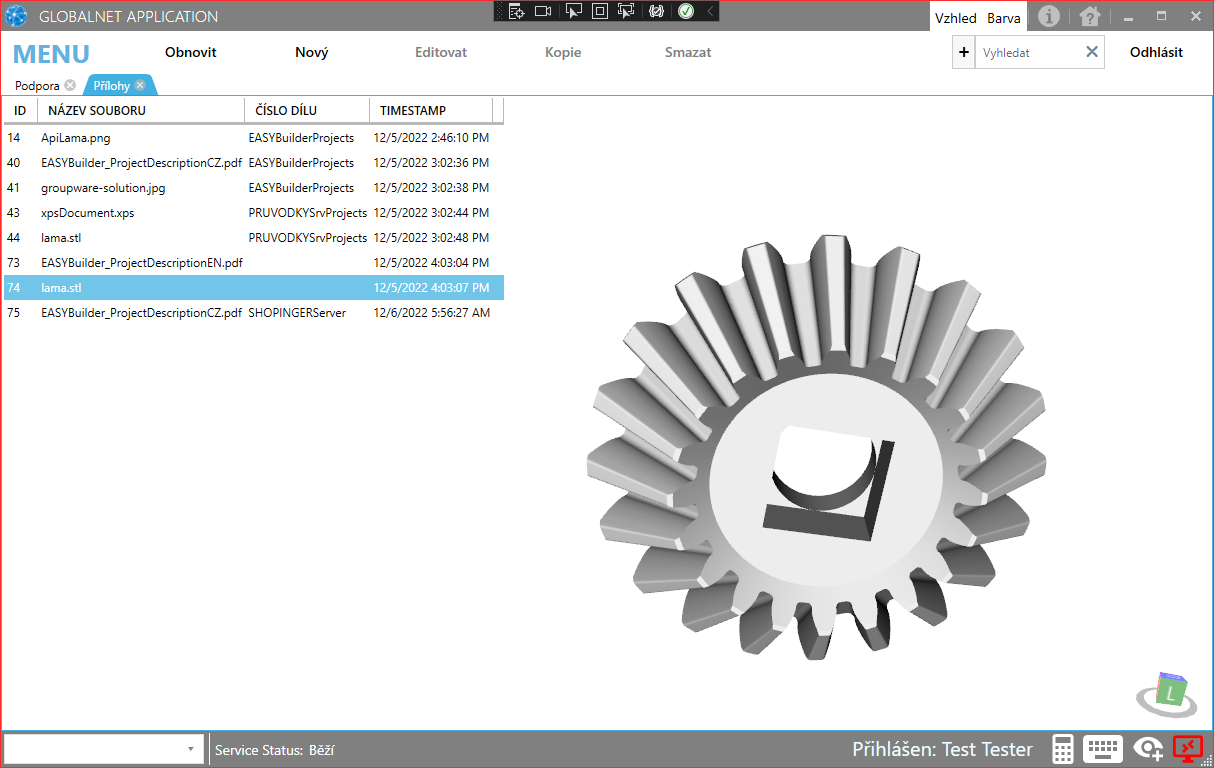 GLOBALNET APPLICATION
Vzhled Barva
MENU Obnovit Nový Editovat Kopie Smazat + Vyhledat Odhlásit
Podpora Přílohy
ID NÁZEV SOUBORU ČÍSLO DÍLU TIMESTAMP
14 ApiLama.png EASYBuilderProjects 12/5/2022 2:46:10 PM
40 EASYBuilder_ProjectDescriptionCZ.pdf EASYBuilderProjects 12/5/2022 3:02:36 PM
41 groupware-solution.jpg EASYBuilderProjects 12/5/2022 3:02:38 PM
43 xpsDocument.xps PRUVODKYSrvProjects 12/5/2022 3:02:44 PM
44 lama.stl PRUVODKYSrvProjects 12/5/2022 3:02:48 PM
73 EASYBuilder_ProjectDescriptionEN.pdf 12/5/2022 4:03:04 PM
74 lama.stl 12/5/2022 4:03:07 PM
75 EASYBuilder_ProjectDescriptionCZ.pdf SHOPINGERServer 12/6/2022 5:56:27 AM
L
Service Status: Běží
Přihlášen: Test Tester